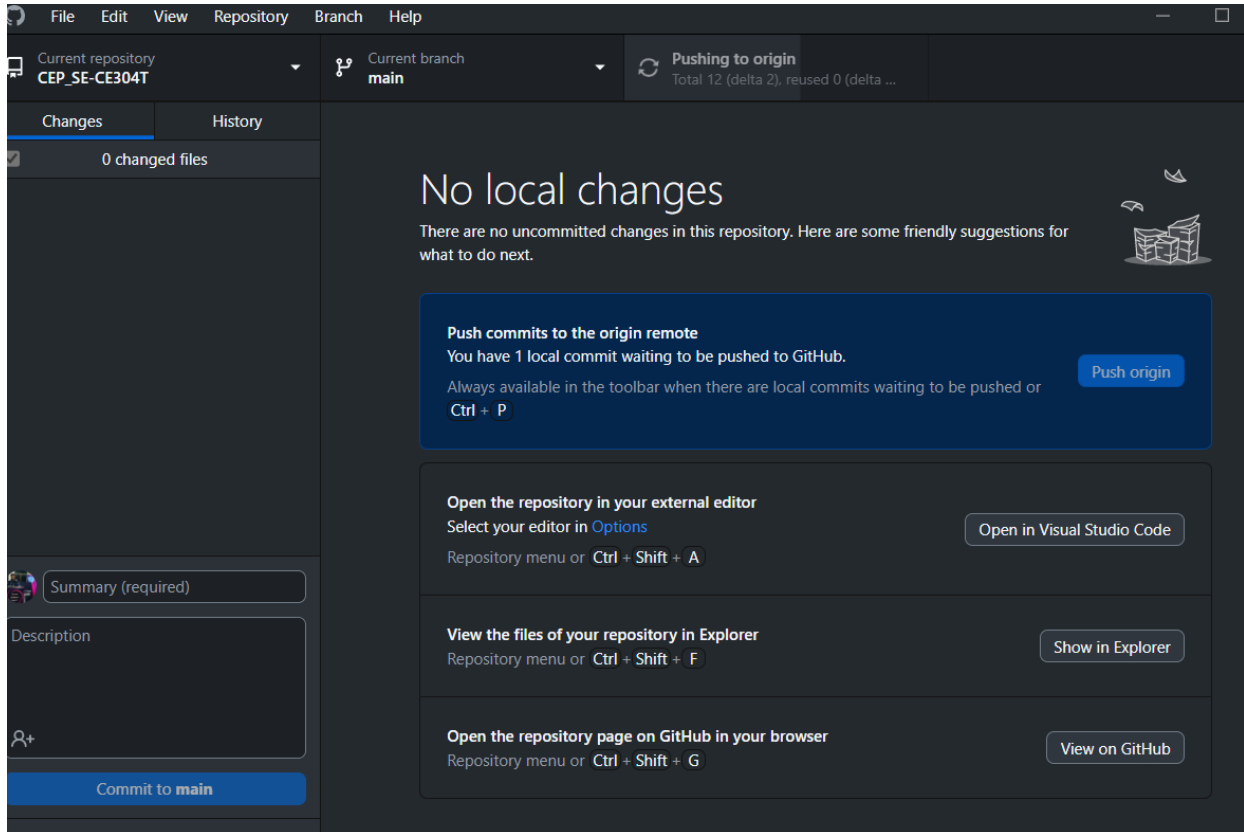 File Edit View Repository Branch Help
Current repository
CEP_SE-CE304T
Current branch
main
Pushing to origin
Total 12 (delta 2), reused 0 (delta ...
Changes History
0 changed files
No local changes
There are no uncommitted changes in this repository. Here are some friendly suggestions for
what to do next.
Push commits to the origin remote
You have 1 local commit waiting to be pushed to GitHub.
Always available in the toolbar when there are local commits waiting to be pushed or
Ctrl + P
Push origin
Open the repository in your external editor
Select your editor in Options
Repository menu or Ctrl + Shift + A
Open in Visual Studio Code
View the files of your repository in Explorer
Repository menu or Ctrl + Shift + F
Show in Explorer
Open the repository page on GitHub in your browser
Repository menu or Ctrl + Shift + G
View on GitHub
Summary (required)
Description
Commit to main